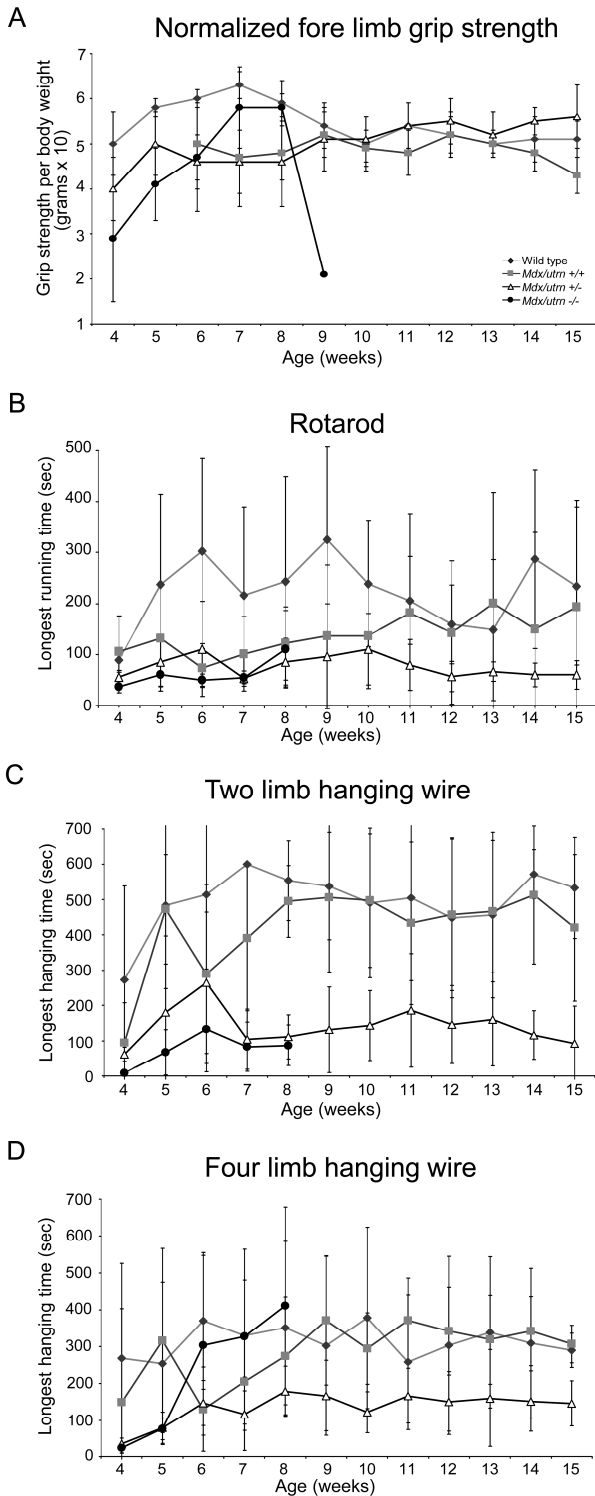 A
Normalized fore limb grip strength
Grip strength per body weight
(grams x 10)
7
6
5
4
3
2
1
Wild type
Mdx/utrn +/+
Mdx/utrn +/-
Mdx/utrn -/-
4 5 6 7 8 9 10 11 12 13 14 15
Age (weeks)
B
Rotarod
Longest running time (sec)
500
400
300
200
100
0
4 5 6 7 8 9 10 11 12 13 14 15
Age (weeks)
C
Two limb hanging wire
Longest hanging time (sec)
700
600
500
400
300
200
100
0
4 5 6 7 8 9 10 11 12 13 14 15
Age (weeks)
D
Four limb hanging wire
Longest hanging time (sec)
700
600
500
400
300
200
100
0
4 5 6 7 8 9 10 11 12 13 14 15
Age (weeks)